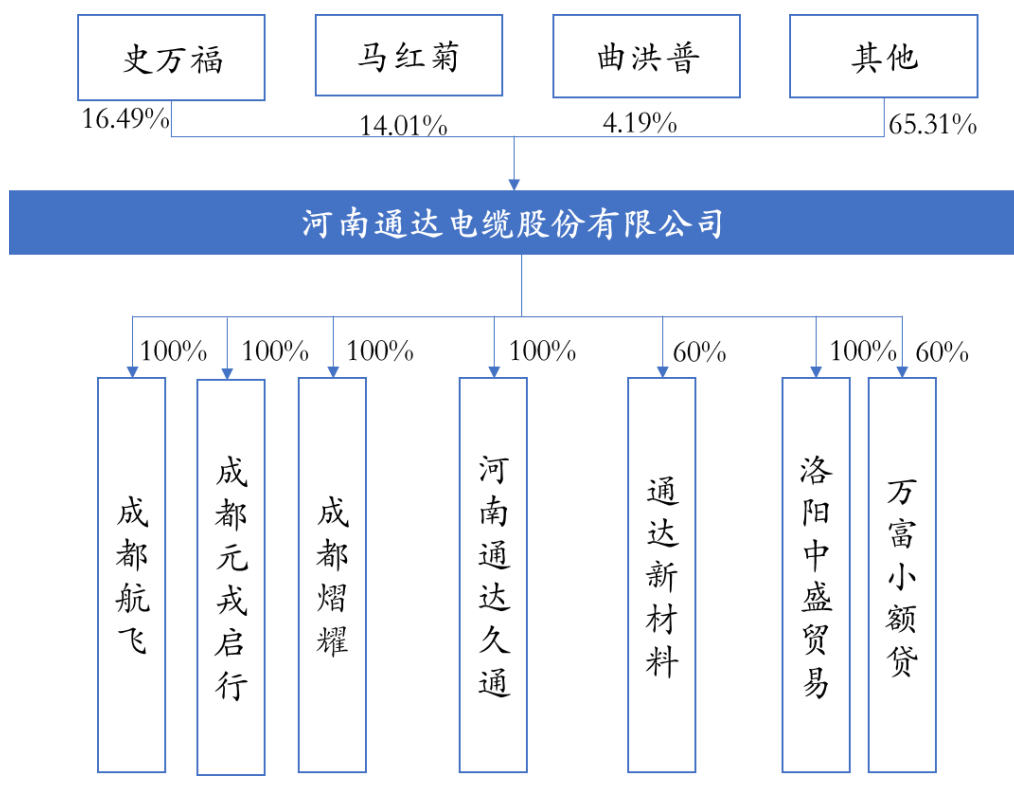 史万福
马红菊
曲洪普
其他
16.49%
14.01%
4.19%
65.31%
河南通达电缆股份有限公司
100%
100%
100%
100%
60%
100%
60%
成都航飞
成都元戎启行
成都熠耀
河南通达久通
通达新材料
洛阳中盛贸易
万富小额贷